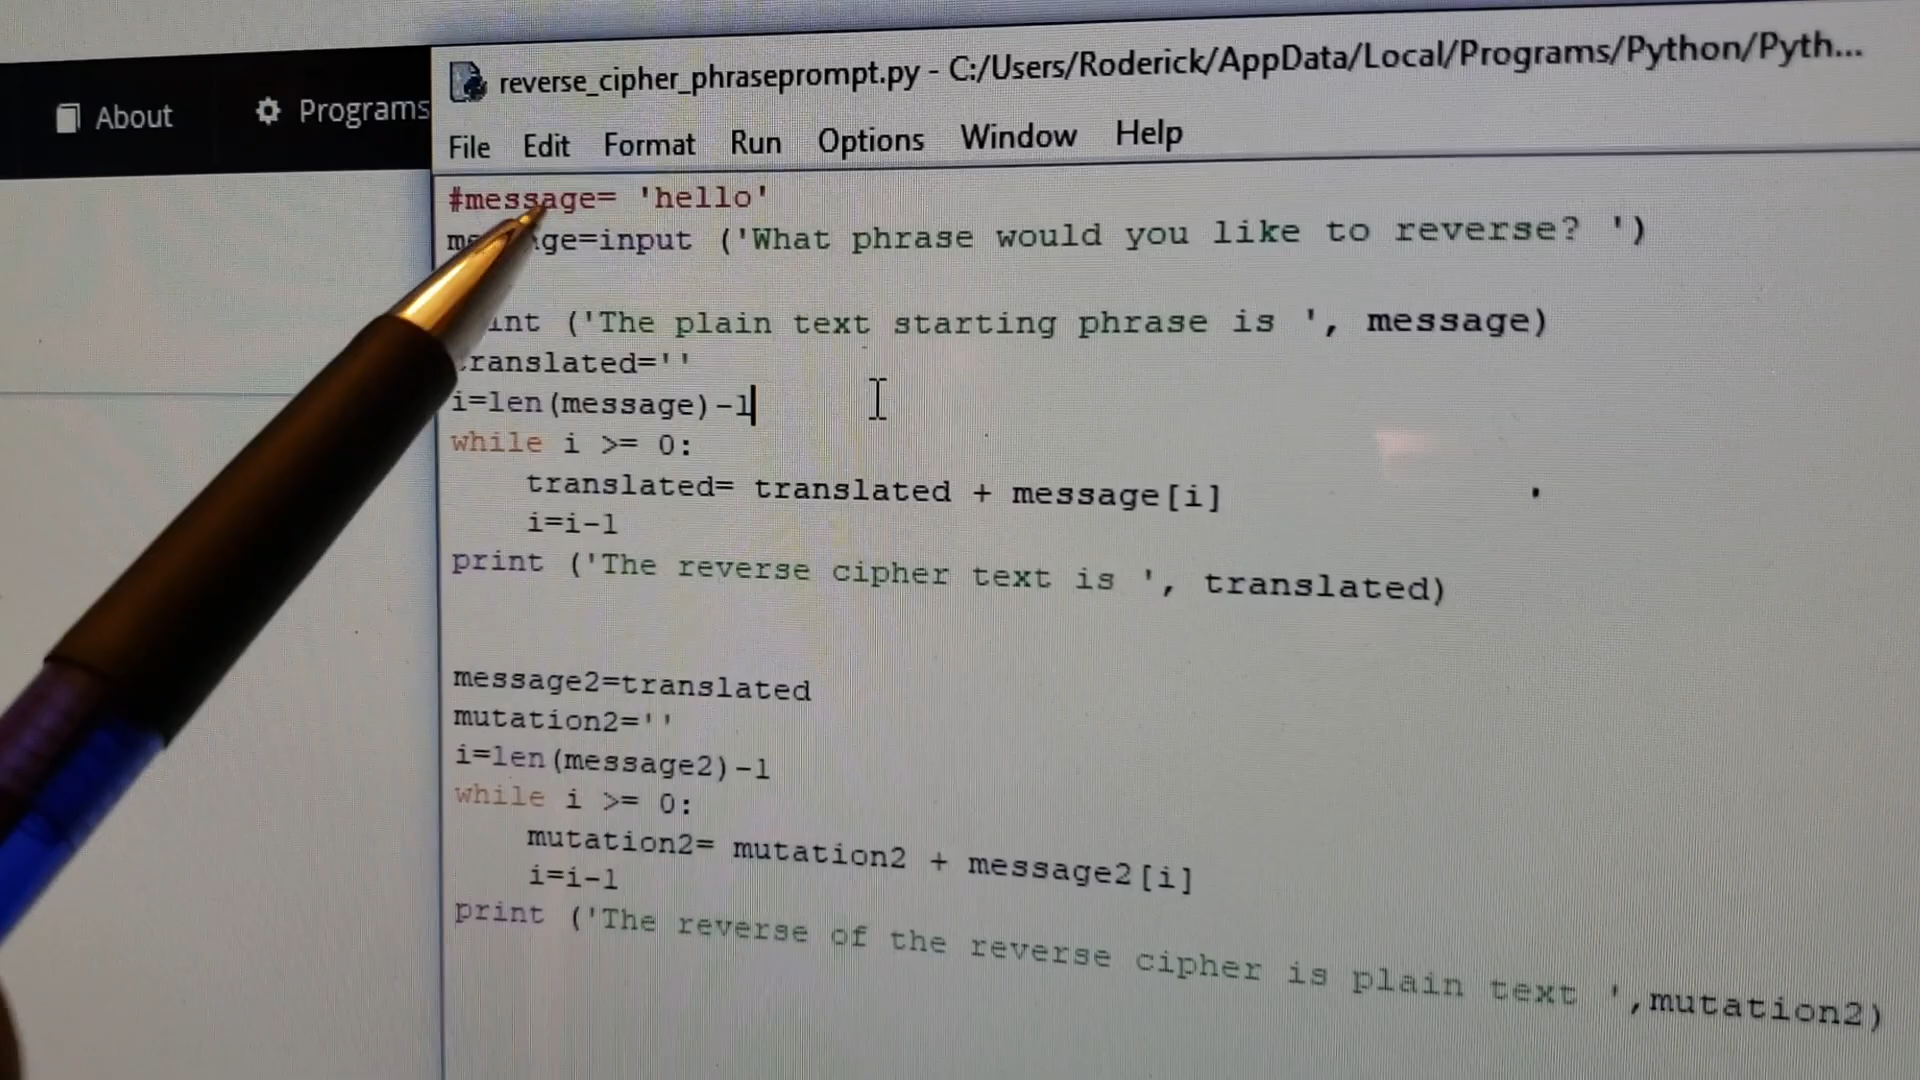 About Programs
reverse_cipher_phraseprompt.py - C:/Users/Roderick/AppData/Local/Programs/Python/Pyth...
File Edit Format Run Options Window Help
#message= 'hello'
ge=input ('What phrase would you like to reverse? ')
int ('The plain text starting phrase is ', message)
ranslated=''
i=len(message)-1
while i >= 0:
    translated= translated + message[i]
    i=i-1
print ('The reverse cipher text is ', translated)
message2=translated
mutation2=''
i=len(message2)-1
while i >= 0:
    mutation2= mutation2 + message2[i]
    i=i-1
print ('The reverse of the reverse cipher is plain text ',mutation2)